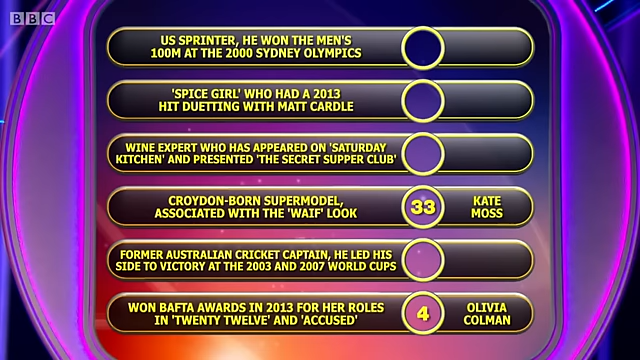 BBC
US SPRINTER, HE WON THE MEN'S
100M AT THE 2000 SYDNEY OLYMPICS
'SPICE GIRL' WHO HAD A 2013
HIT DUETTING WITH MATT CARDLE
WINE EXPERT WHO HAS APPEARED ON 'SATURDAY
KITCHEN' AND PRESENTED 'THE SECRET SUPPER CLUB'
CROYDON-BORN SUPERMODEL,
ASSOCIATED WITH THE 'WAIF' LOOK
33
KATE
MOSS
FORMER AUSTRALIAN CRICKET CAPTAIN, HE LED HIS
SIDE TO VICTORY AT THE 2003 AND 2007 WORLD CUPS
WON BAFTA AWARDS IN 2013 FOR HER ROLES
IN 'TWENTY TWELVE' AND 'ACCUSED'
4
OLIVIA
COLMAN